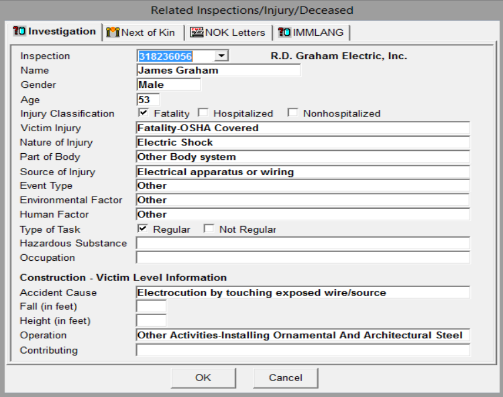 Related Inspections/Injury/Deceased
Investigation Next of Kin NOK Letters IMMLANG
Inspection 318236056 R.D. Graham Electric, Inc.
Name James Graham
Gender Male
Age 53
Injury Classification Fatality Hospitalized Nonhospitalized
Victim Injury Fatality-OSHA Covered
Nature of Injury Electric Shock
Part of Body Other Body system
Source of Injury Electrical apparatus or wiring
Event Type Other
Environmental Factor Other
Human Factor Other
Type of Task Regular Not Regular
Hazardous Substance
Occupation
Construction - Victim Level Information
Accident Cause Electrocution by touching exposed wire/source
Fall (in feet)
Height (in feet)
Operation Other Activities-Installing Ornamental And Architectural Steel
Contributing
OK Cancel